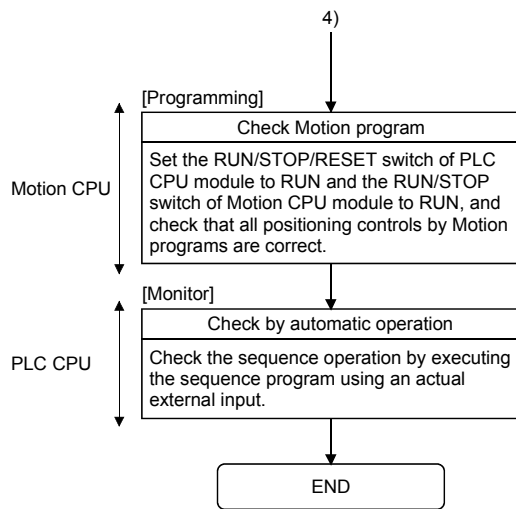 4)
[Programming]
Check Motion program
Motion CPU
Set the RUN/STOP/RESET switch of PLC
CPU module to RUN and the RUN/STOP
switch of Motion CPU module to RUN, and
check that all positioning controls by Motion
programs are correct.
[Monitor]
Check by automatic operation
PLC CPU
Check the sequence operation by executing
the sequence program using an actual
external input.
END